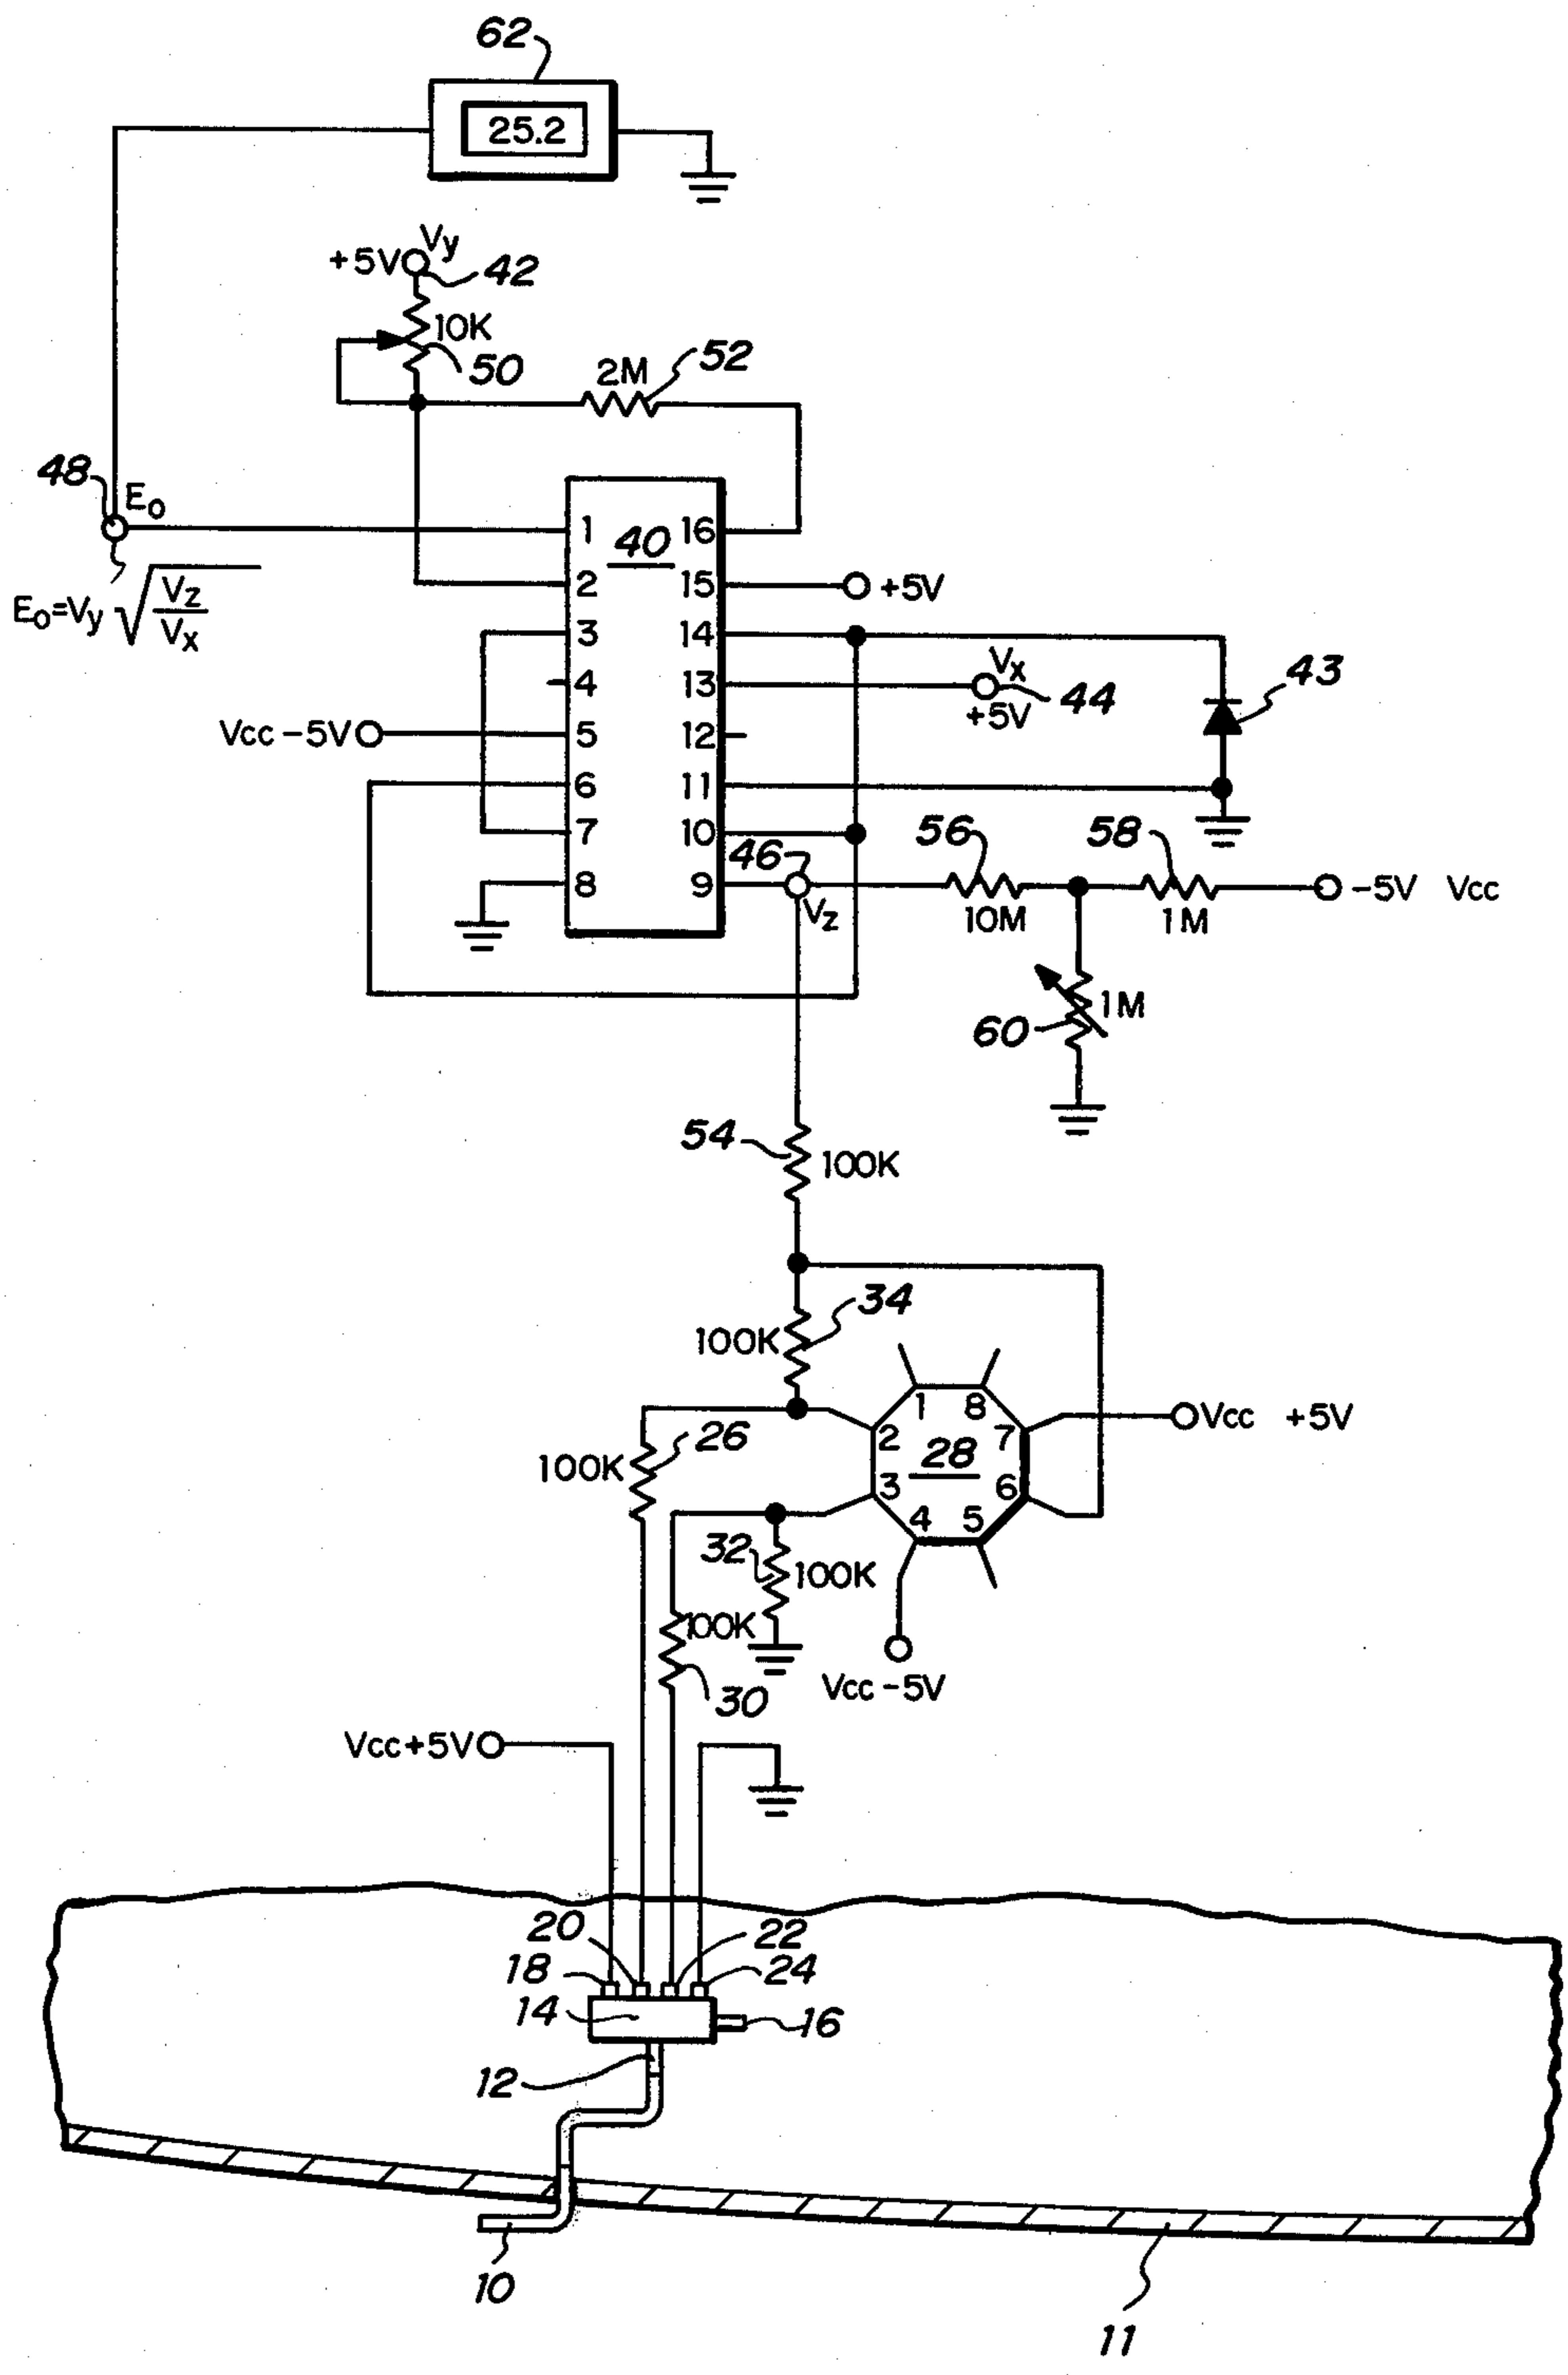 62
25.2
Vy
+5V
42
10K
50
2M
52
48
E₀
E₀=Vy √Vz/Vx
40
1
2
3
4
5
6
7
8
16
15
14
13
12
11
10
9
+5V
Vx
44
+5V
43
Vcc -5V
46
Vz
56
10M
58
1M
-5V Vcc
60
1M
54
100K
34
100K
26
100K
28
1
2
3
4
5
6
7
8
Vcc +5V
32
100K
100K
30
Vcc -5V
Vcc+5V
20
22
18
24
14
16
12
10
11